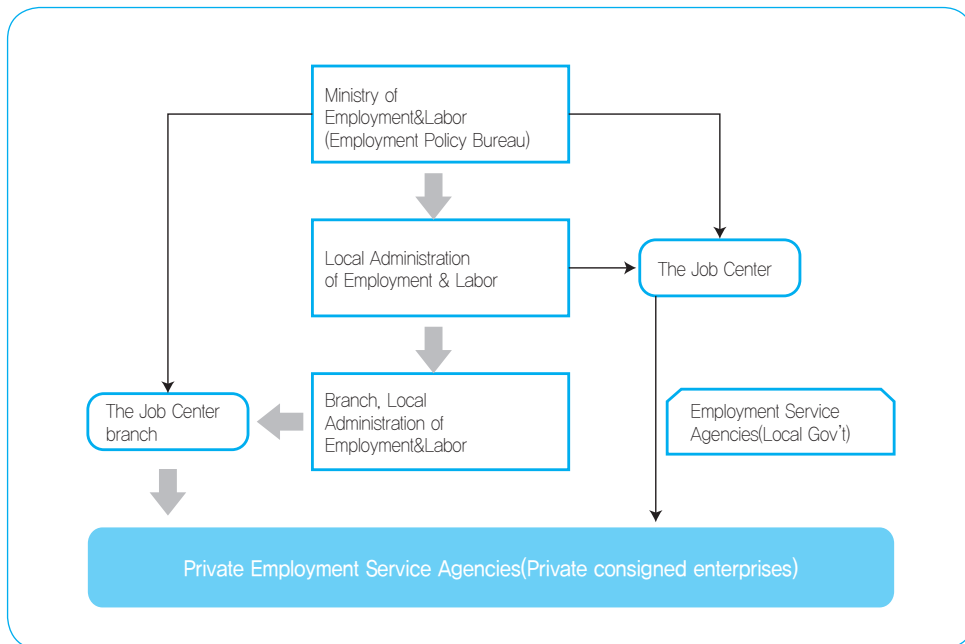 Ministry of
Employment&Labor
(Employment Policy Bureau)
Local Administration
of Employment & Labor
The Job Center
The Job Center
branch
Branch, Local
Administration of
Employment&Labor
Employment Service
Agencies(Local Gov't)
Private Employment Service Agencies(Private consigned enterprises)